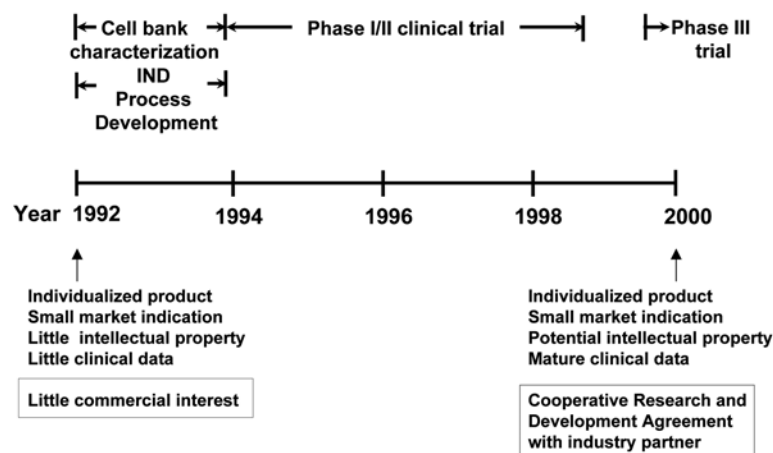 Cell bank
characterization
IND
Process
Development
Phase I/II clinical trial
Phase III
trial
Year 1992 1994 1996 1998 2000
Individualized product
Small market indication
Little intellectual property
Little clinical data
Little commercial interest
Individualized product
Small market indication
Potential intellectual property
Mature clinical data
Cooperative Research and
Development Agreement
with industry partner